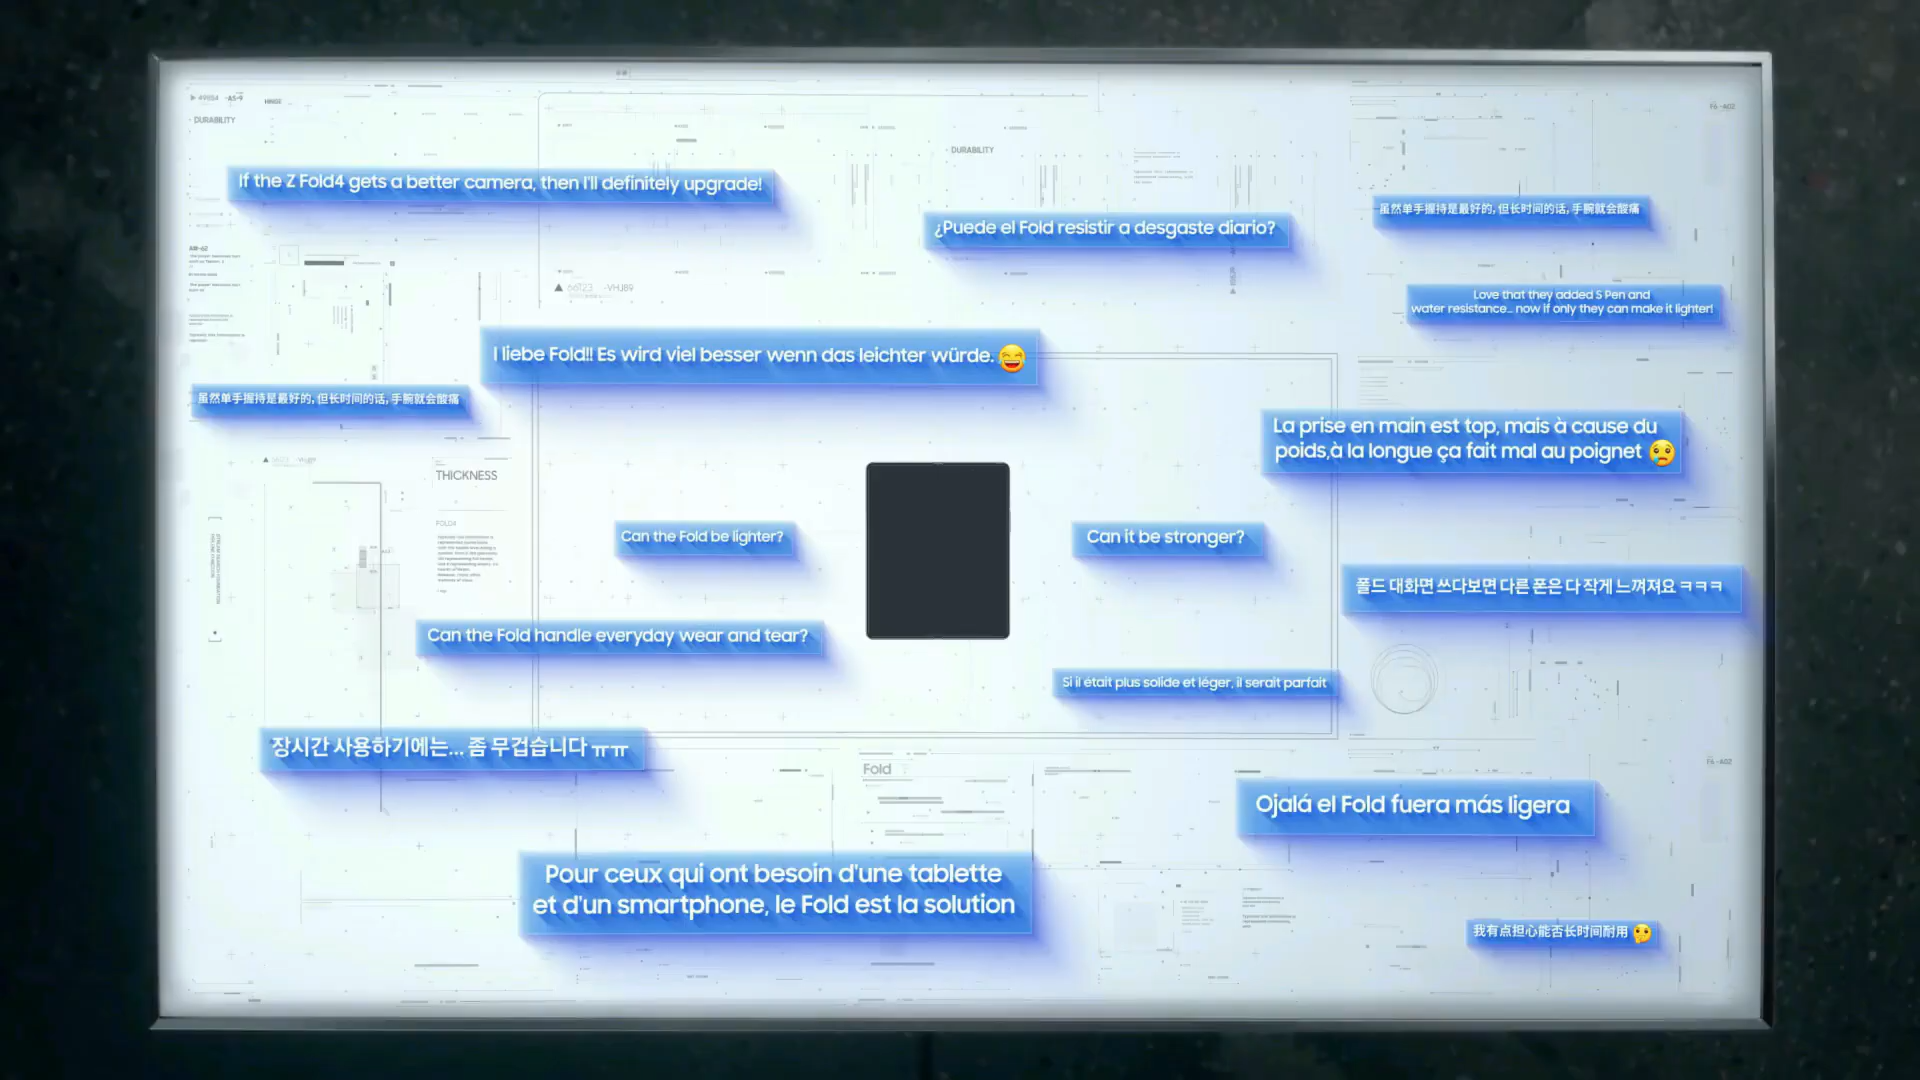 49BS4 -AS-9
HINGE
DURABILITY
DURABILITY
FA -A02
If the Z Fold4 gets a better camera, then I'll definitely upgrade!
¿Puede el Fold resistir a desgaste diario?
虽然单手握持是最好的, 但长时间的话, 手腕就会酸痛
-VHJ89
Love that they added S Pen and
water resistance... now if only they can make it lighter!
I liebe Fold!! Es wird viel besser wenn das leichter würde. 😅
虽然单手握持是最好的, 但长时间的话, 手腕就会酸痛
La prise en main est top, mais à cause du
poids,à la longue ça fait mal au poignet 😢
THICKNESS
FOLD4
Can the Fold be lighter?
Can it be stronger?
폴드 대화면 쓰다보면 다른 폰은 다 작게 느껴져요 ㅋㅋㅋ
Can the Fold handle everyday wear and tear?
Si il était plus solide et léger, il serait parfait
장시간 사용하기에는... 좀 무겁습니다 ㅠㅠ
Fold
FA -A02
Ojalá el Fold fuera más ligera
Pour ceux qui ont besoin d'une tablette
et d'un smartphone, le Fold est la solution
我有点担心能否长时间耐用 🤔